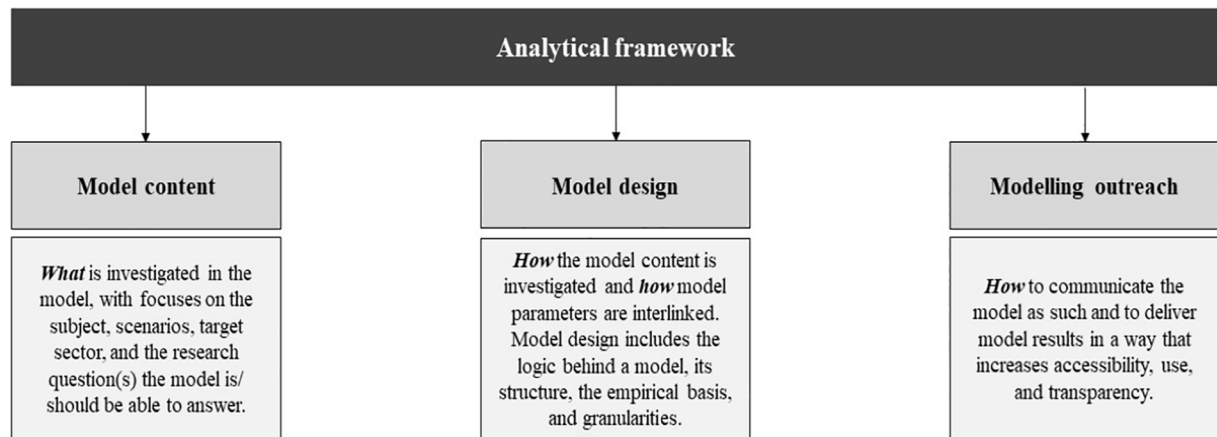 Analytical framework
Model content
What is investigated in the
model, with focuses on the
subject, scenarios, target
sector, and the research
question(s) the model is/
should be able to answer.
Model design
How the model content is
investigated and how model
parameters are interlinked.
Model design includes the
logic behind a model, its
structure, the empirical basis,
and granularities.
Modelling outreach
How to communicate the
model as such and to deliver
model results in a way that
increases accessibility, use,
and transparency.